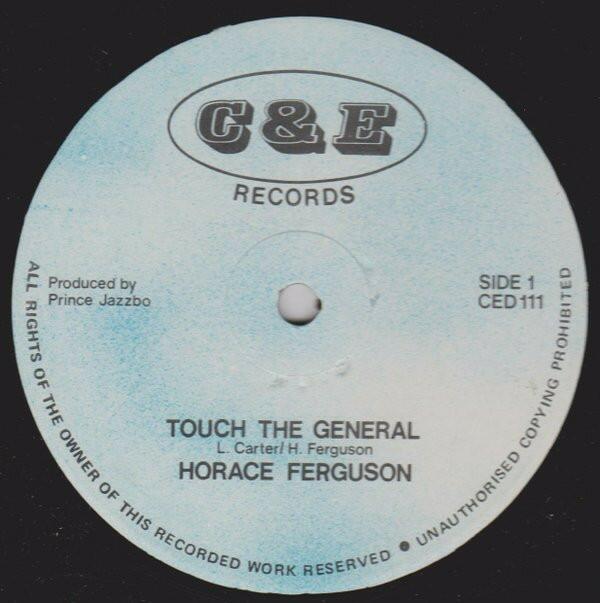 C&E
RECORDS
Produced by
Prince Jazzbo
SIDE 1
CED 111
TOUCH THE GENERAL
L. Carter/ H. Ferguson
HORACE FERGUSON
ALL RIGHTS OF THE OWNER OF THIS RECORDED WORK RESERVED ● UNAUTHORISED COPYING PROHIBITED